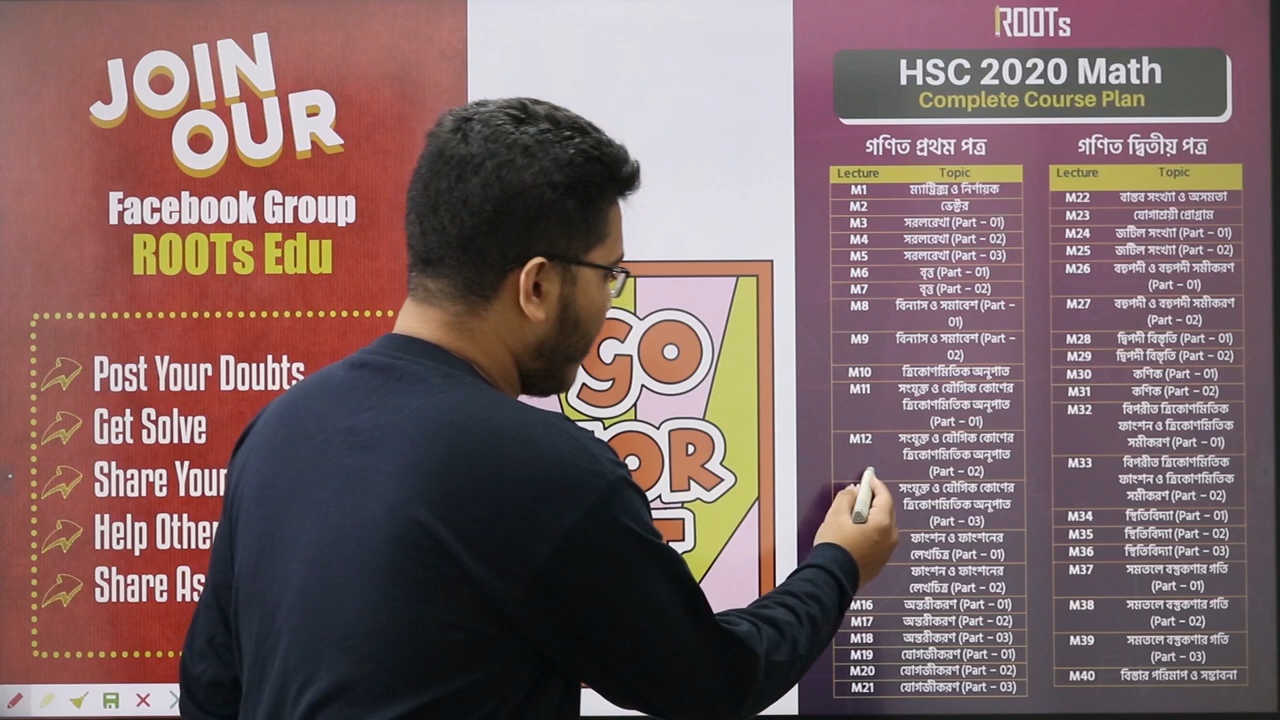 JOIN
OUR
Facebook Group
ROOTs Edu
Post Your Doubts
Get Solve
Share Your
Help Other
Share As
GO
FOR
ROOTs
HSC 2020 Math
Complete Course Plan
গণিত প্রথম পত্র
Lecture Topic
M1 ম্যাট্রিক্স ও নির্ণায়ক
M2 ভেক্টর
M3 সরলরেখা (Part – 01)
M4 সরলরেখা (Part – 02)
M5 সরলরেখা (Part – 03)
M6 বৃত্ত (Part – 01)
M7 বৃত্ত (Part – 02)
M8 বিন্যাস ও সমাবেশ (Part –
01)
M9 বিন্যাস ও সমাবেশ (Part –
02)
M10 ত্রিকোণমিতিক অনুপাত
M11 সংযুক্ত ও যৌগিক কোণের
ত্রিকোণমিতিক অনুপাত
(Part – 01)
M12 সংযুক্ত ও যৌগিক কোণের
ত্রিকোণমিতিক অনুপাত
(Part – 02)
সংযুক্ত ও যৌগিক কোণের
ত্রিকোণমিতিক অনুপাত
(Part – 03)
ফাংশন ও ফাংশনের
লেখচিত্র (Part – 01)
ফাংশন ও ফাংশনের
লেখচিত্র (Part – 02)
M16 অন্তরীকরণ (Part – 01)
M17 অন্তরীকরণ (Part – 02)
M18 অন্তরীকরণ (Part – 03)
M19 যোগজীকরণ (Part – 01)
M20 যোগজীকরণ (Part – 02)
M21 যোগজীকরণ (Part – 03)
গণিত দ্বিতীয় পত্র
Lecture Topic
M22 বাস্তব সংখ্যা ও অসমতা
M23 যোগাশ্রয়ী প্রোগ্রাম
M24 জটিল সংখ্যা (Part – 01)
M25 জটিল সংখ্যা (Part – 02)
M26 বহুপদী ও বহুপদী সমীকরণ
(Part – 01)
M27 বহুপদী ও বহুপদী সমীকরণ
(Part – 02)
M28 দ্বিপদী বিস্তৃতি (Part – 01)
M29 দ্বিপদী বিস্তৃতি (Part – 02)
M30 কণিক (Part – 01)
M31 কণিক (Part – 02)
M32 বিপরীত ত্রিকোণমিতিক
ফাংশন ও ত্রিকোণমিতিক
সমীকরণ (Part – 01)
M33 বিপরীত ত্রিকোণমিতিক
ফাংশন ও ত্রিকোণমিতিক
সমীকরণ (Part – 02)
M34 স্থিতিবিদ্যা (Part – 01)
M35 স্থিতিবিদ্যা (Part – 02)
M36 স্থিতিবিদ্যা (Part – 03)
M37 সমতলে বস্তুকণার গতি
(Part – 01)
M38 সমতলে বস্তুকণার গতি
(Part – 02)
M39 সমতলে বস্তুকণার গতি
(Part – 03)
M40 বিস্তার পরিমাপ ও সম্ভাবনা